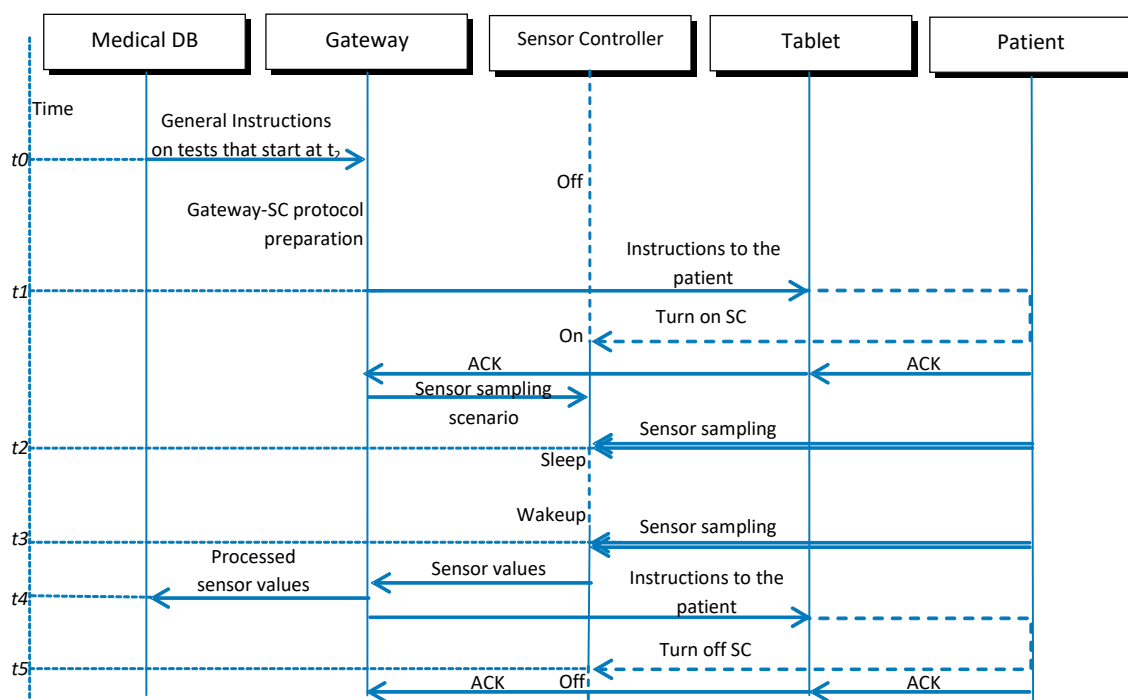 Medical DB
Gateway
Sensor Controller
Tablet
Patient
Time
General Instructions
on tests that start at t₂
t0
Off
Gateway-SC protocol
preparation
Instructions to the
patient
t1
Turn on SC
On
ACK
ACK
Sensor sampling
scenario
Sensor sampling
t2
Sleep
Wakeup
Sensor sampling
t3
Processed
sensor values
Sensor values
Instructions to the
patient
t4
Turn off SC
t5
Off
ACK
ACK